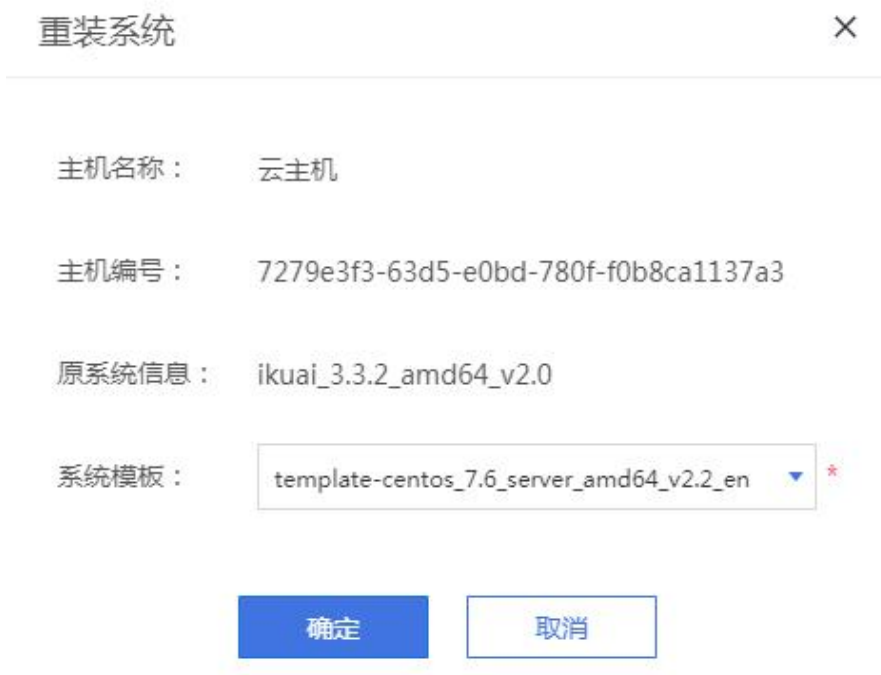 重装系统
主机名称： 云主机
主机编号： 7279e3f3-63d5-e0bd-780f-f0b8ca1137a3
原系统信息： ikuai_3.3.2_amd64_v2.0
系统模板： template-centos_7.6_server_amd64_v2.2_en *
确定 取消